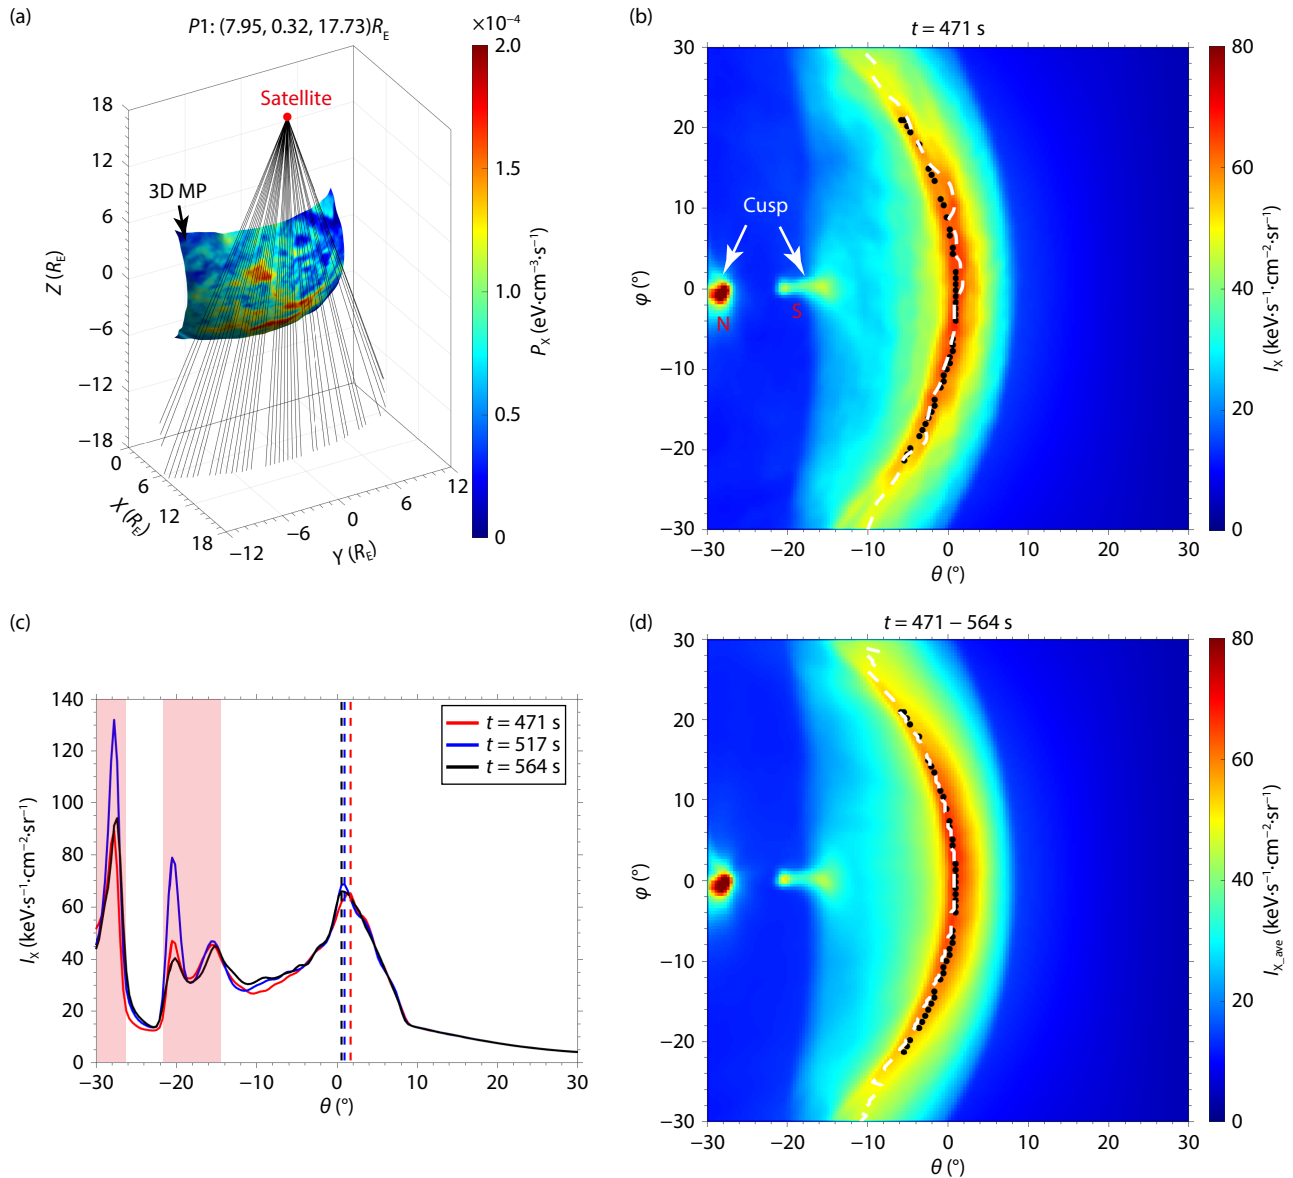 (a)
P1: (7.95, 0.32, 17.73)R_E
×10⁻⁴
Satellite
3D MP
18
12
6
0
−6
−12
−18
Z (R_E)
0
6
12
18
X (R_E)
−12
−6
0
6
12
Y (R_E)
2.0
1.5
1.0
0.5
0
P_X (eV·cm⁻³·s⁻¹)
(b)
t = 471 s
30
20
10
0
−10
−20
−30
φ (°)
Cusp
N
S
−30
−20
−10
0
10
20
30
θ (°)
80
60
40
20
0
I_X (keV·s⁻¹·cm⁻²·sr⁻¹)
(c)
140
120
100
80
60
40
20
0
I_X (keV·s⁻¹·cm⁻²·sr⁻¹)
t = 471 s
t = 517 s
t = 564 s
−30
−20
−10
0
10
20
30
θ (°)
(d)
t = 471 − 564 s
30
20
10
0
−10
−20
−30
φ (°)
−30
−20
−10
0
10
20
30
θ (°)
80
60
40
20
0
I_X_ave (keV·s⁻¹·cm⁻²·sr⁻¹)